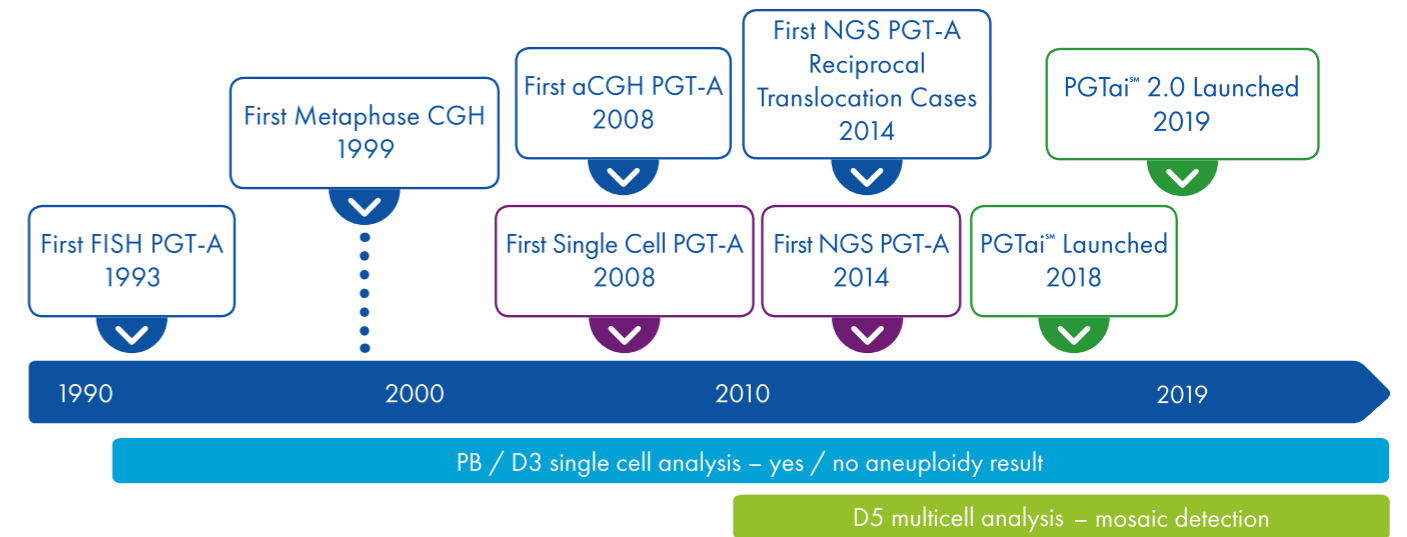 First NGS PGT-A
Reciprocal
Translocation Cases
2014
First aCGH PGT-A
2008
PGTai℠ 2.0 Launched
2019
First Metaphase CGH
1999
First FISH PGT-A
1993
First Single Cell PGT-A
2008
First NGS PGT-A
2014
PGTai℠ Launched
2018
1990
2000
2010
2019
PB / D3 single cell analysis – yes / no aneuploidy result
D5 multicell analysis – mosaic detection